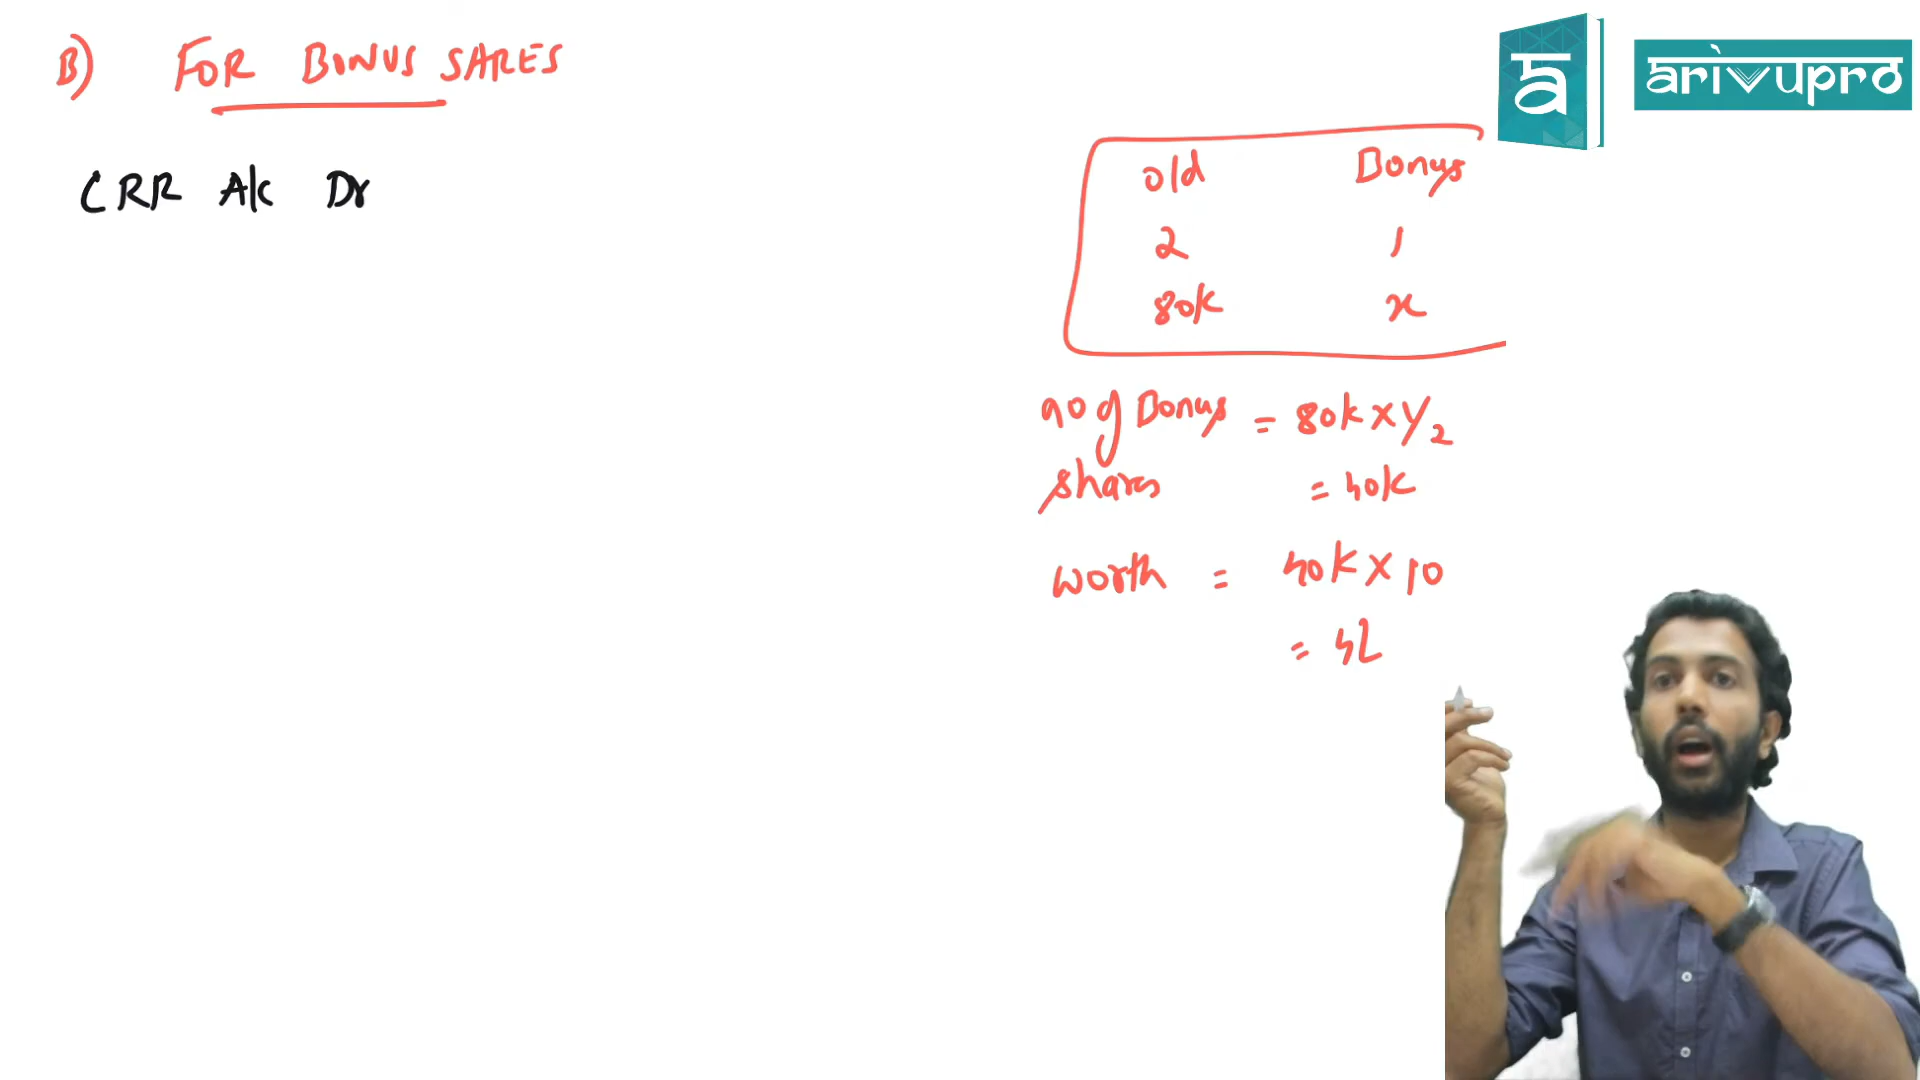 B) FOR BONUS SARES
ā arivupro
CRR A/c Dr
old Bonus
2 1
80k x
no of Bonus = 80k x 1/2
shares = 40k
worth = 40k x 10
= 4L